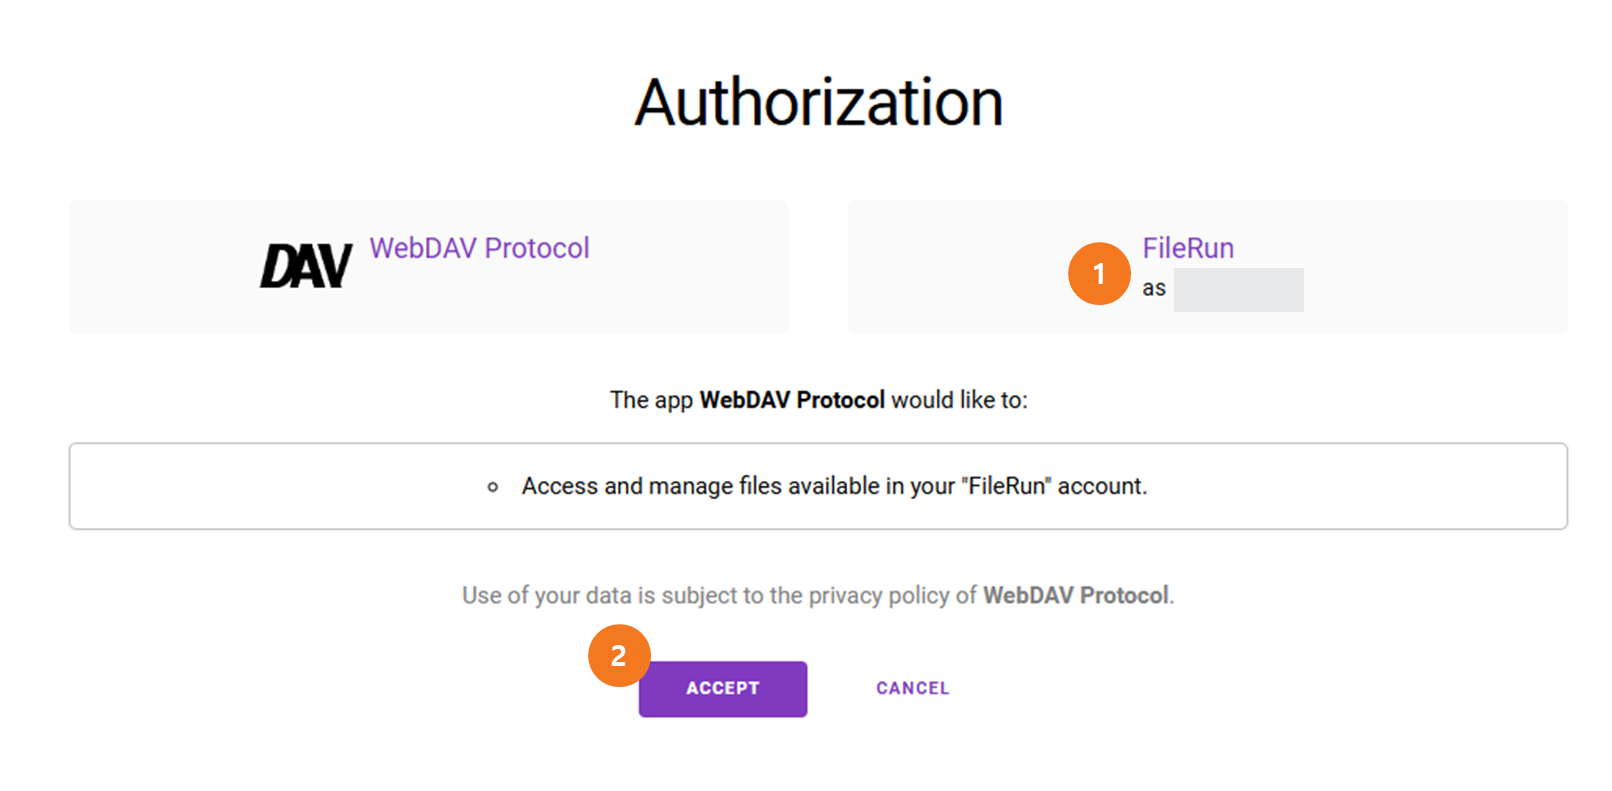 Authorization
DAV WebDAV Protocol
1 FileRun
as
The app WebDAV Protocol would like to:
Access and manage files available in your "FileRun" account.
Use of your data is subject to the privacy policy of WebDAV Protocol.
2
ACCEPT CANCEL